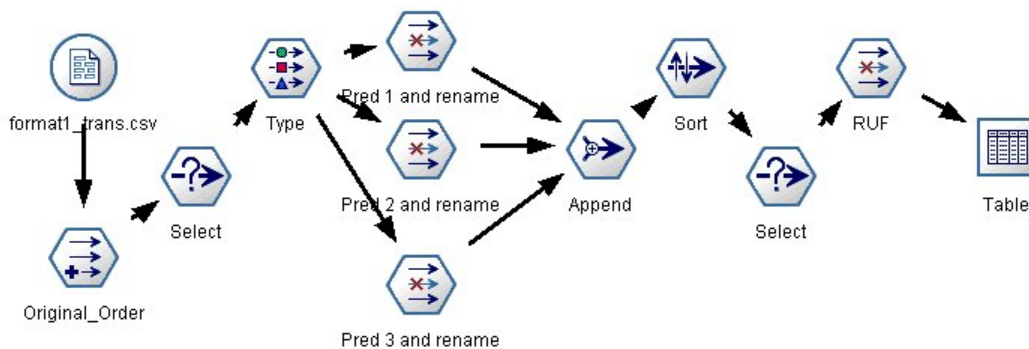 format1_trans.csv
Original_Order
Select
Type
Pred 1 and rename
Pred 2 and rename
Pred 3 and rename
Append
Sort
Select
RUF
Table